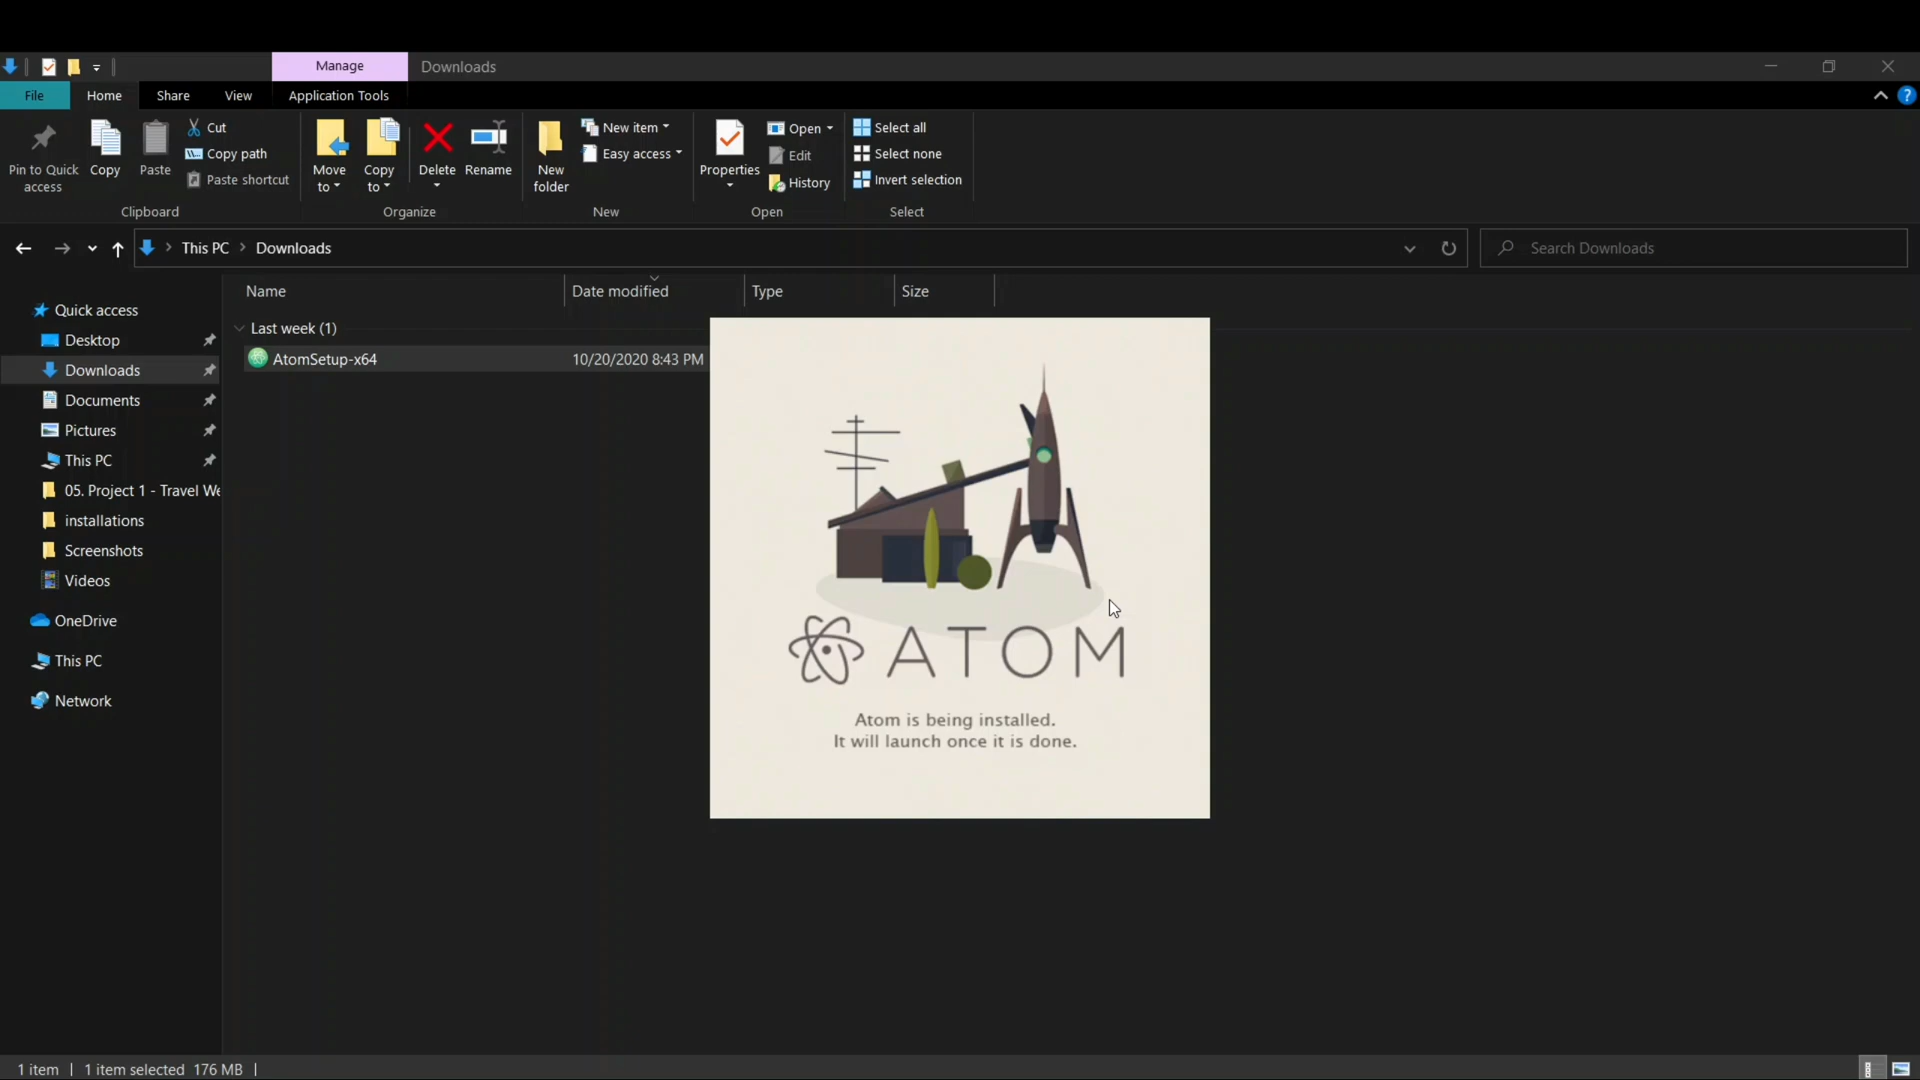 Manage
Downloads
File
Home
Share
View
Application Tools
Pin to Quick access
Copy
Paste
Cut
Copy path
Paste shortcut
Clipboard
Move to
Copy to
Delete
Rename
Organize
New folder
New item
Easy access
New
Properties
Open
Edit
History
Open
Select all
Select none
Invert selection
Select
This PC
Downloads
Search Downloads
Name
Date modified
Type
Size
Quick access
Desktop
Downloads
Documents
Pictures
This PC
05. Project 1 - Travel We
installations
Screenshots
Videos
OneDrive
This PC
Network
Last week (1)
AtomSetup-x64
10/20/2020 8:43 PM
ATOM
Atom is being installed.
It will launch once it is done.
1 item
1 item selected 176 MB